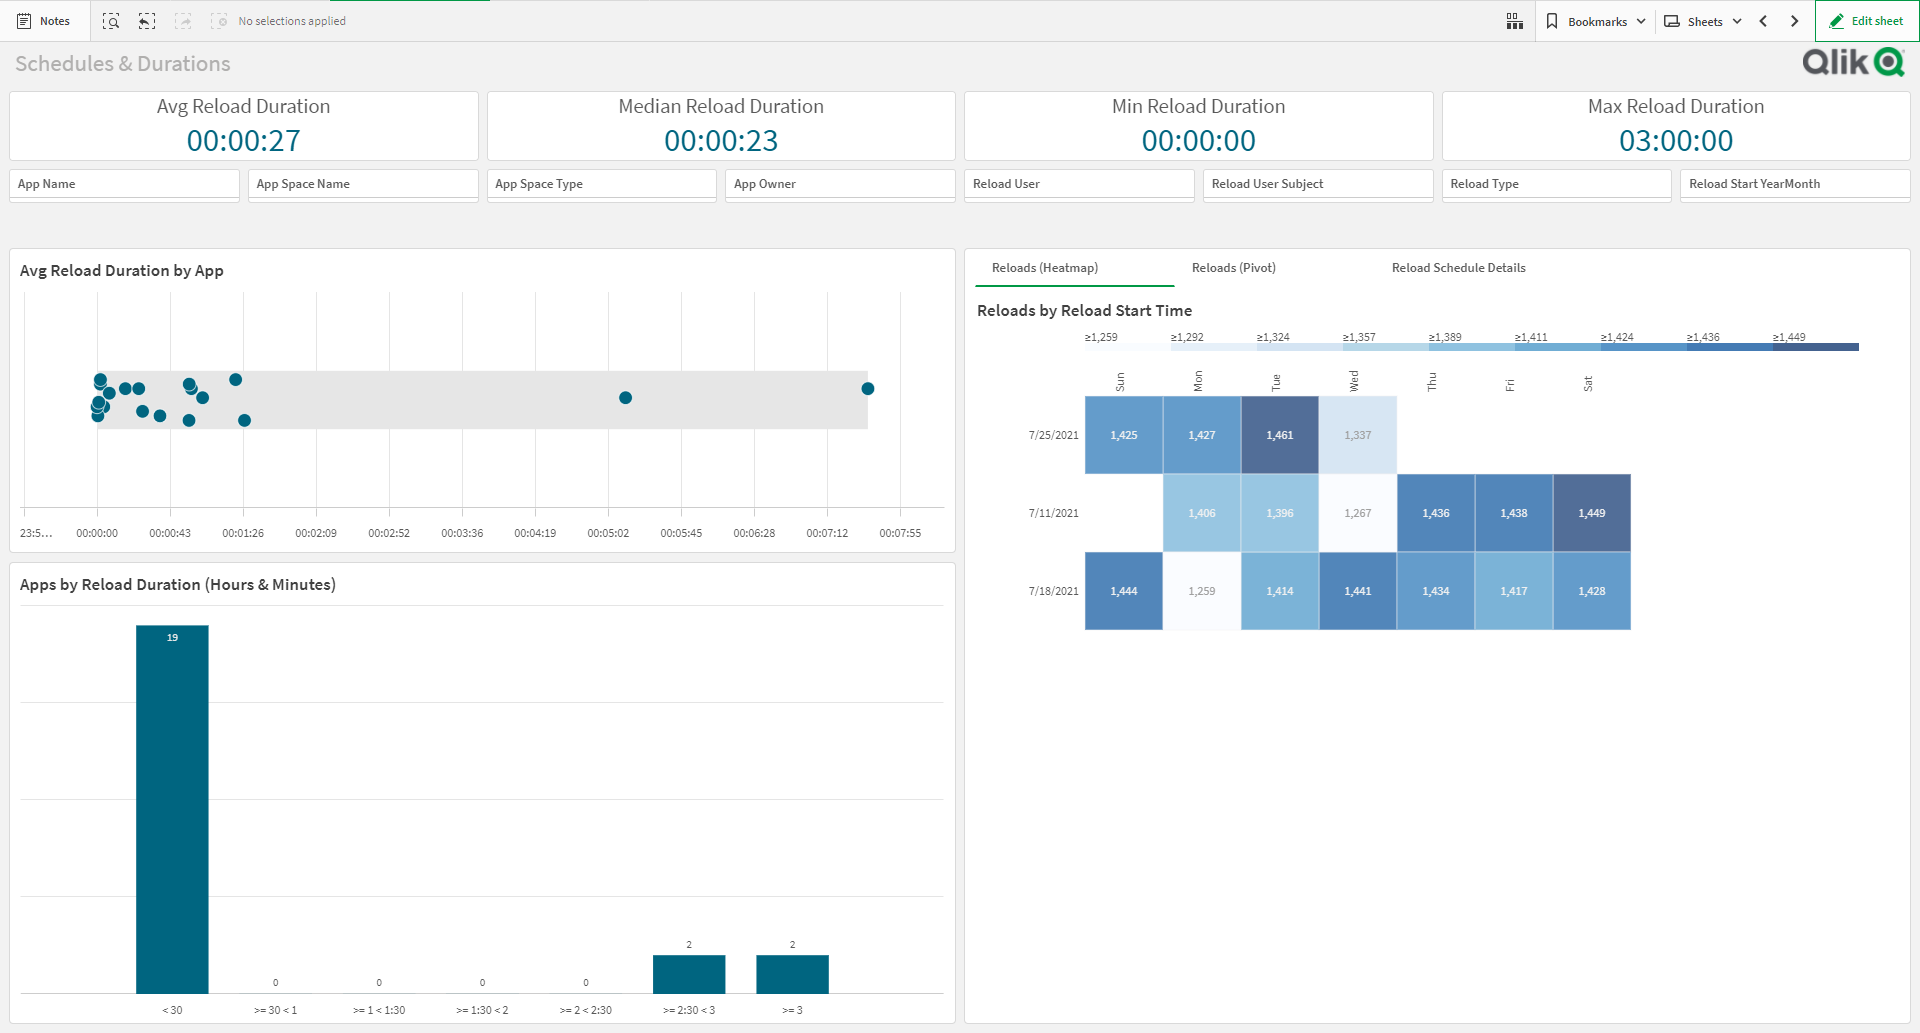 Notes
No selections applied
Bookmarks
Sheets
Edit sheet
Schedules & Durations
Qlik
Avg Reload Duration
00:00:27
Median Reload Duration
00:00:23
Min Reload Duration
00:00:00
Max Reload Duration
03:00:00
App Name
App Space Name
App Space Type
App Owner
Reload User
Reload User Subject
Reload Type
Reload Start YearMonth
Avg Reload Duration by App
23:5... 00:00:00 00:00:43 00:01:26 00:02:09 00:02:52 00:03:36 00:04:19 00:05:02 00:05:45 00:06:28 00:07:12 00:07:55
Apps by Reload Duration (Hours & Minutes)
19
0 0 0 0 2 2
< 30 >= 30 < 1 >= 1 < 1:30 >= 1:30 < 2 >= 2 < 2:30 >= 2:30 < 3 >= 3
Reloads (Heatmap)
Reloads (Pivot)
Reload Schedule Details
Reloads by Reload Start Time
≥1,259 ≥1,292 ≥1,324 ≥1,357 ≥1,389 ≥1,411 ≥1,424 ≥1,436 ≥1,449
Sun Mon Tue Wed Thu Fri Sat
7/25/2021 1,425 1,427 1,461 1,337
7/11/2021 1,406 1,396 1,267 1,436 1,438 1,449
7/18/2021 1,444 1,259 1,414 1,441 1,434 1,417 1,428